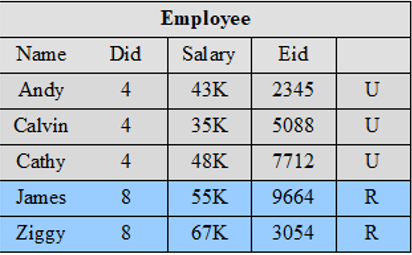 Employee
Name Did Salary Eid
Andy 4 43K 2345 U
Calvin 4 35K 5088 U
Cathy 4 48K 7712 U
James 8 55K 9664 R
Ziggy 8 67K 3054 R